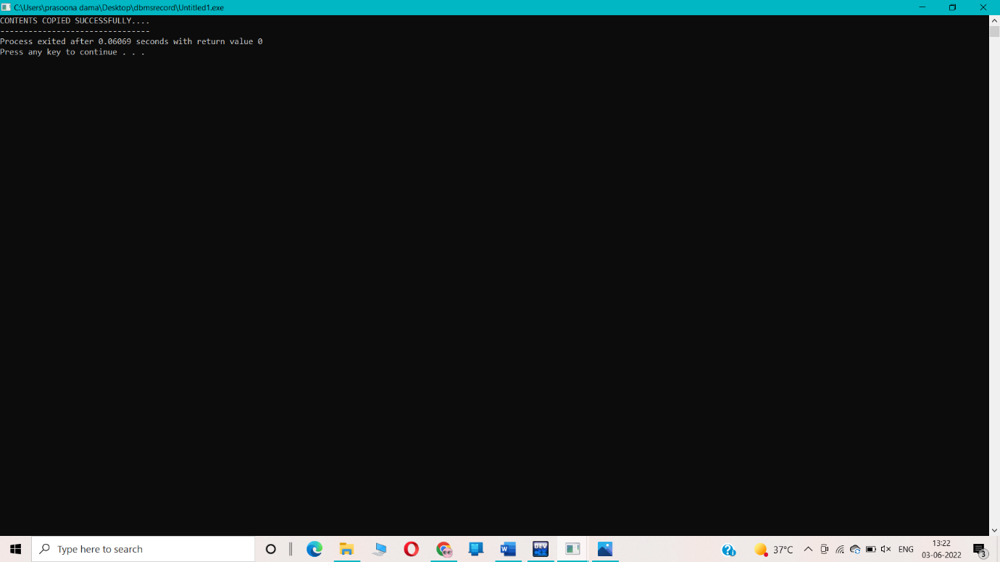 C:\Users\prasoona dama\Desktop\dbmsrecord\Untitled1.exe
CONTENTS COPIED SUCCESSFULLY....
--------------------------------
Process exited after 0.06069 seconds with return value 0
Press any key to continue . . .
Type here to search
DEV
37°C
ENG
13:22
03-06-2022
3